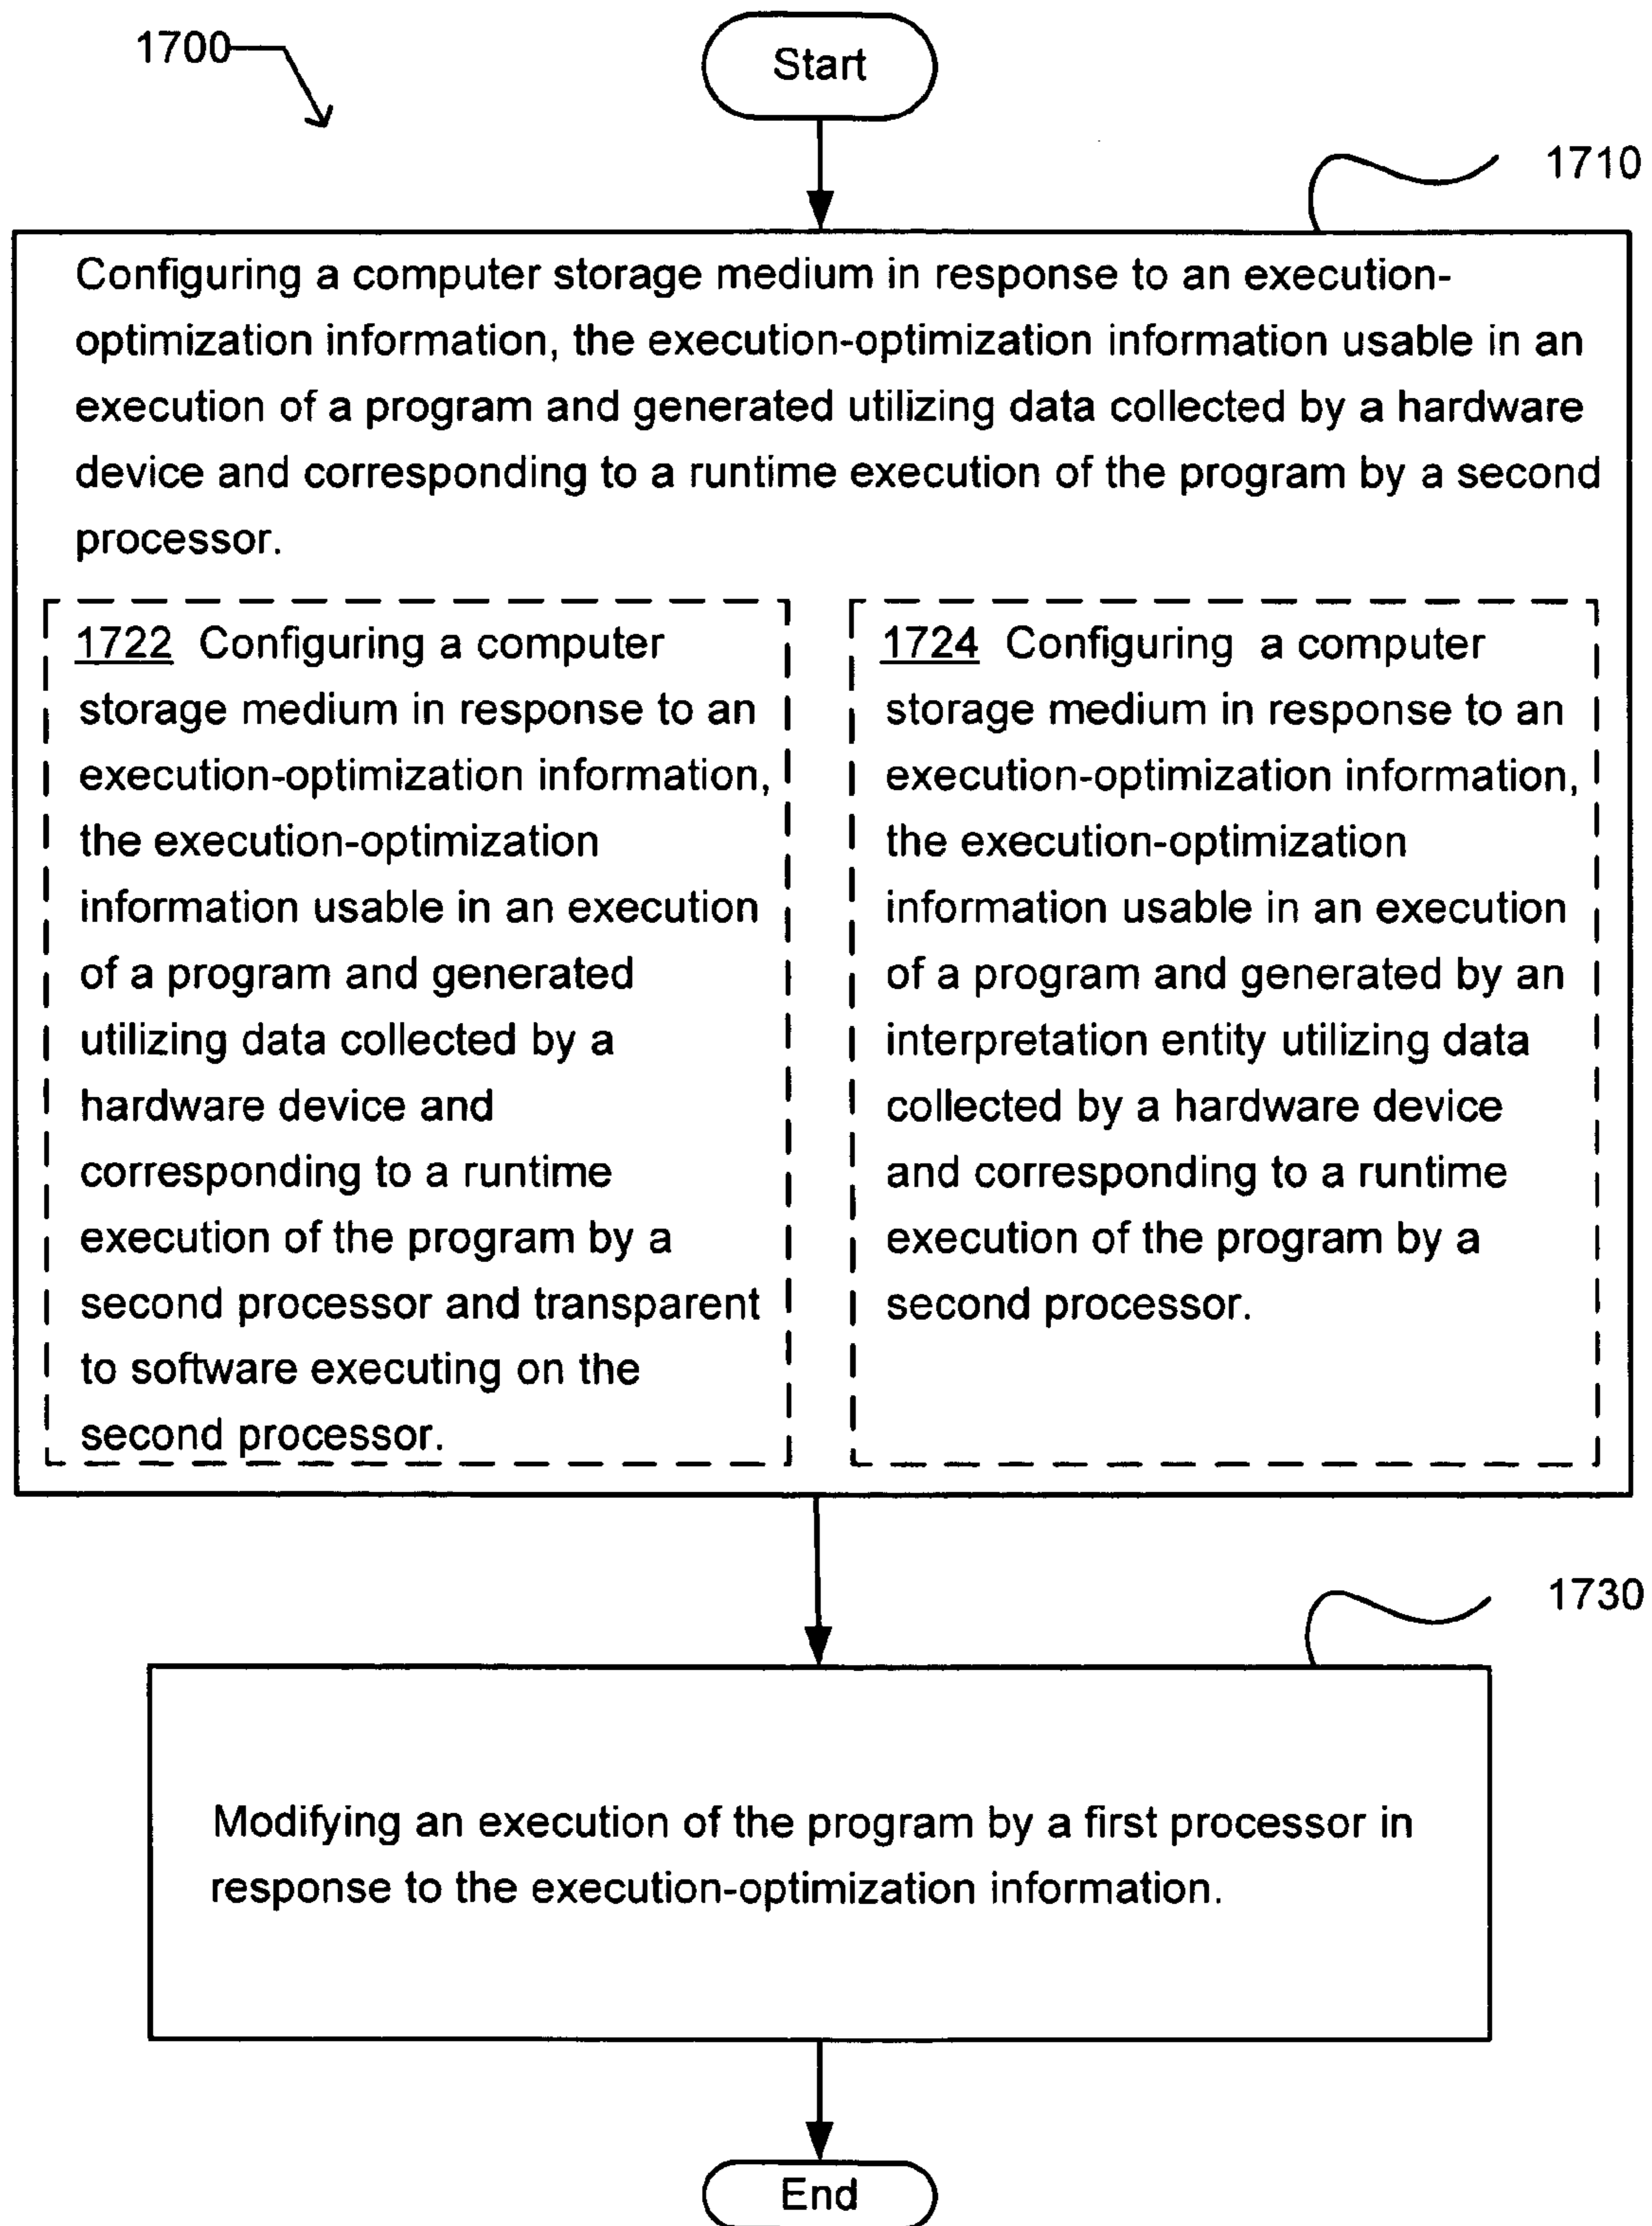 1700
Start
1710
Configuring a computer storage medium in response to an execution-
optimization information, the execution-optimization information usable in an
execution of a program and generated utilizing data collected by a hardware
device and corresponding to a runtime execution of the program by a second
processor.
1722 Configuring a computer
storage medium in response to an
execution-optimization information,
the execution-optimization
information usable in an execution
of a program and generated
utilizing data collected by a
hardware device and
corresponding to a runtime
execution of the program by a
second processor and transparent
to software executing on the
second processor.
1724 Configuring a computer
storage medium in response to an
execution-optimization information,
the execution-optimization
information usable in an execution
of a program and generated by an
interpretation entity utilizing data
collected by a hardware device
and corresponding to a runtime
execution of the program by a
second processor.
1730
Modifying an execution of the program by a first processor in
response to the execution-optimization information.
End